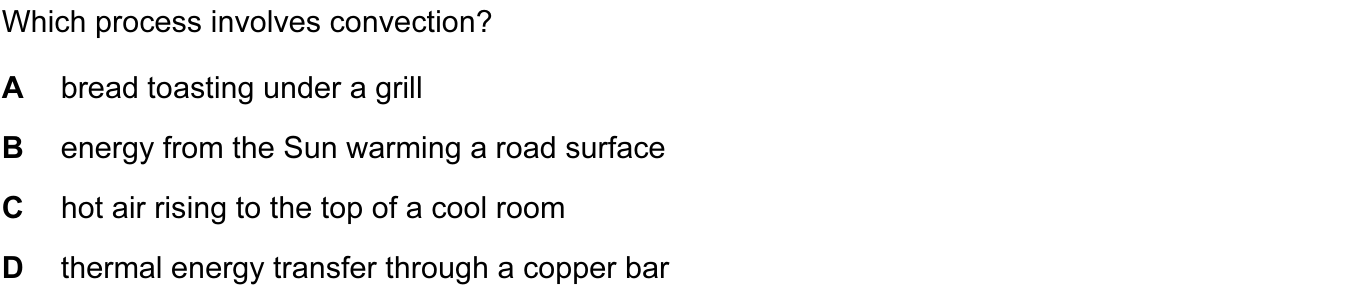 Which process involves convection?
A bread toasting under a grill
B energy from the Sun warming a road surface
C hot air rising to the top of a cool room
D thermal energy transfer through a copper bar